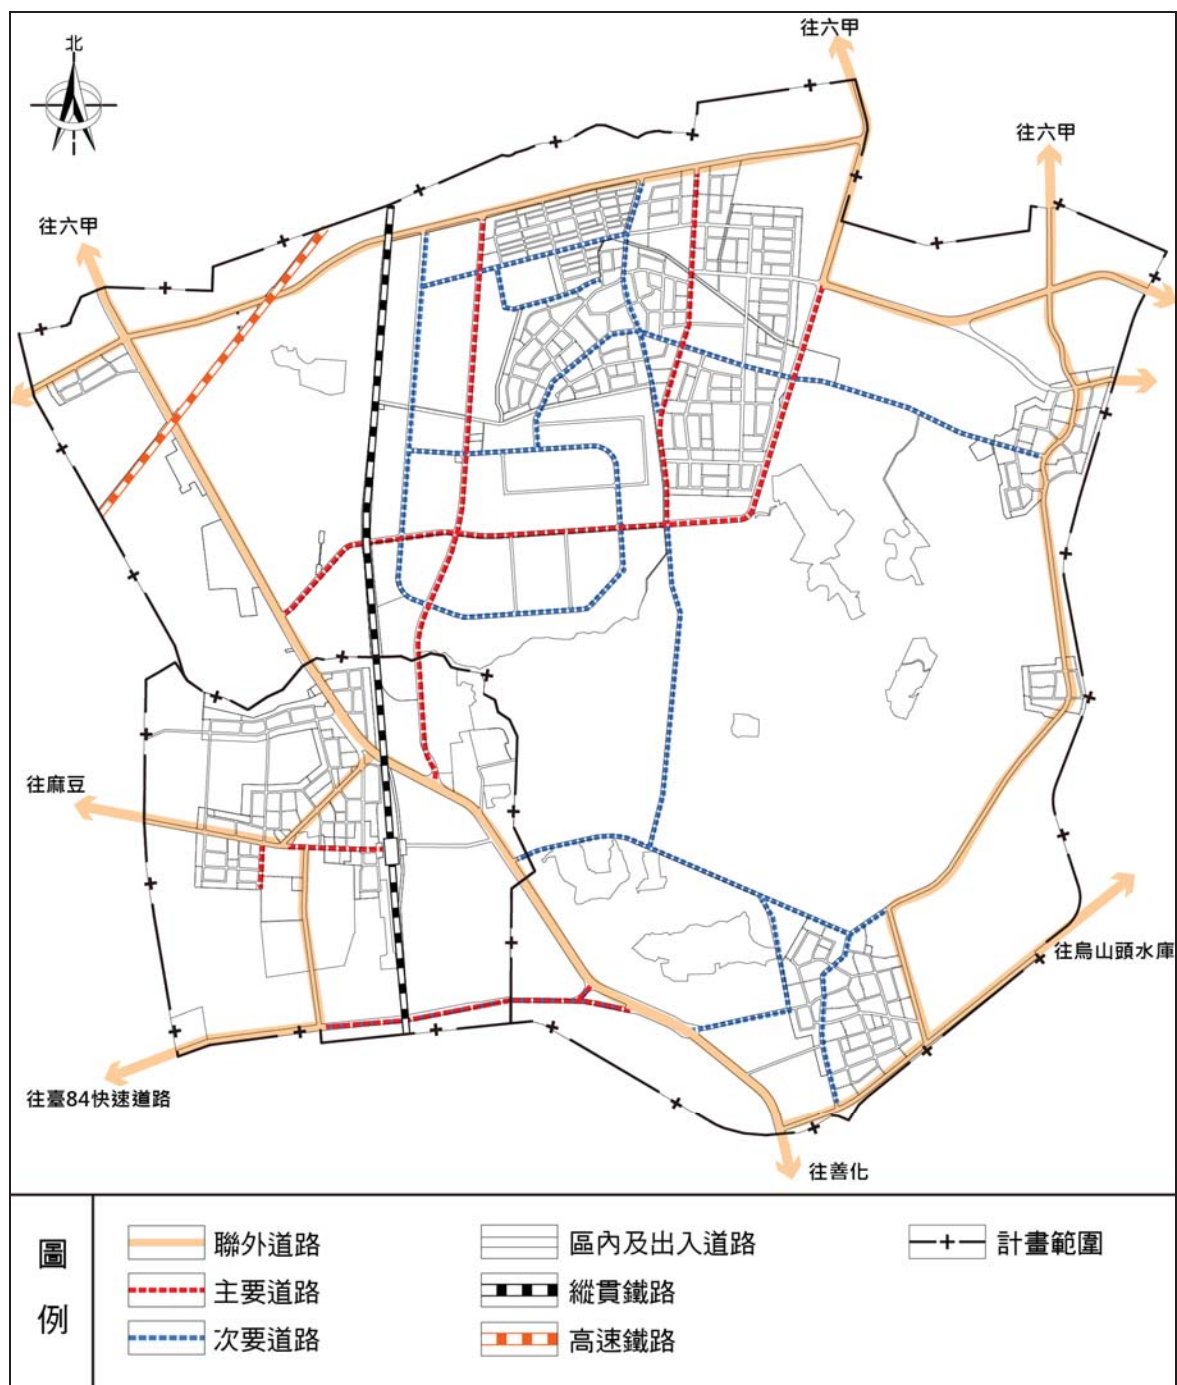 往六甲
北
往六甲
往六甲
往麻豆
往烏山頭水庫
往臺84快速道路
往善化
圖例
聯外道路
區內及出入道路
計畫範圍
主要道路
縱貫鐵路
次要道路
高速鐵路